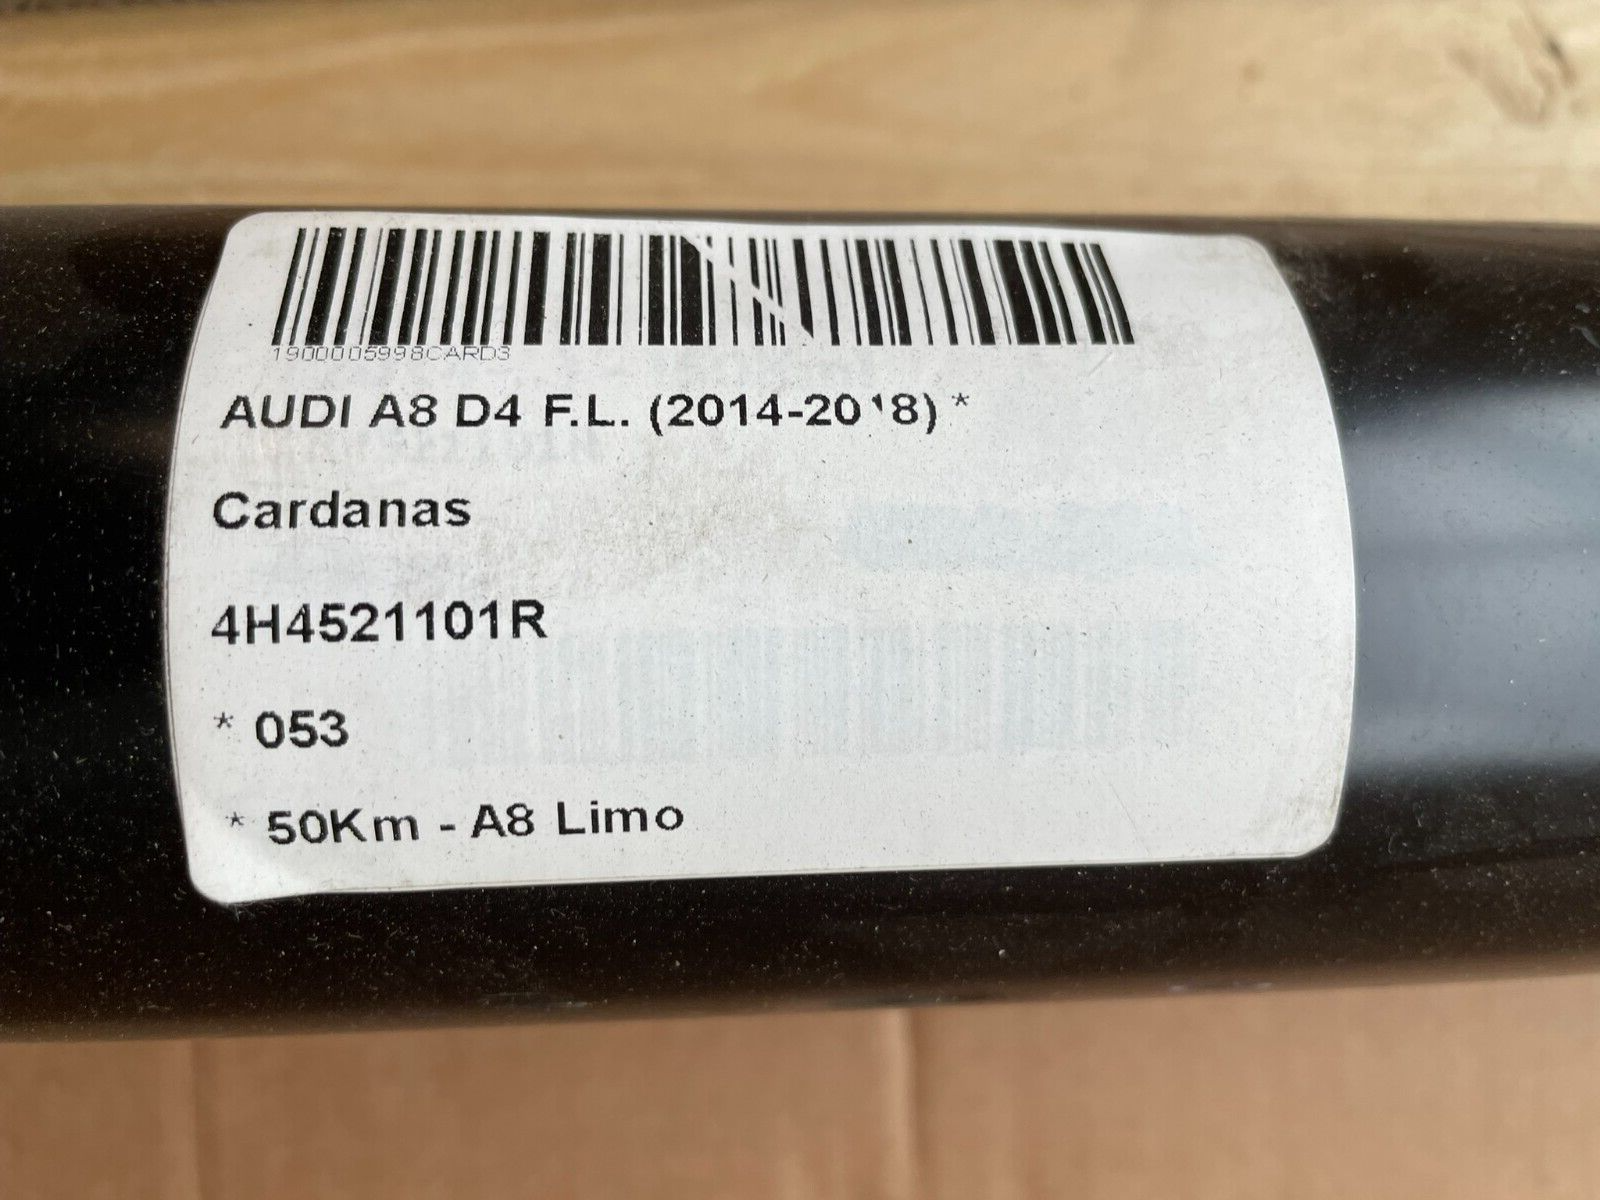 1900005998CARD3
AUDI A8 D4 F.L. (2014-2018) *
Cardanas
4H4521101R
* 053
* 50Km - A8 Limo